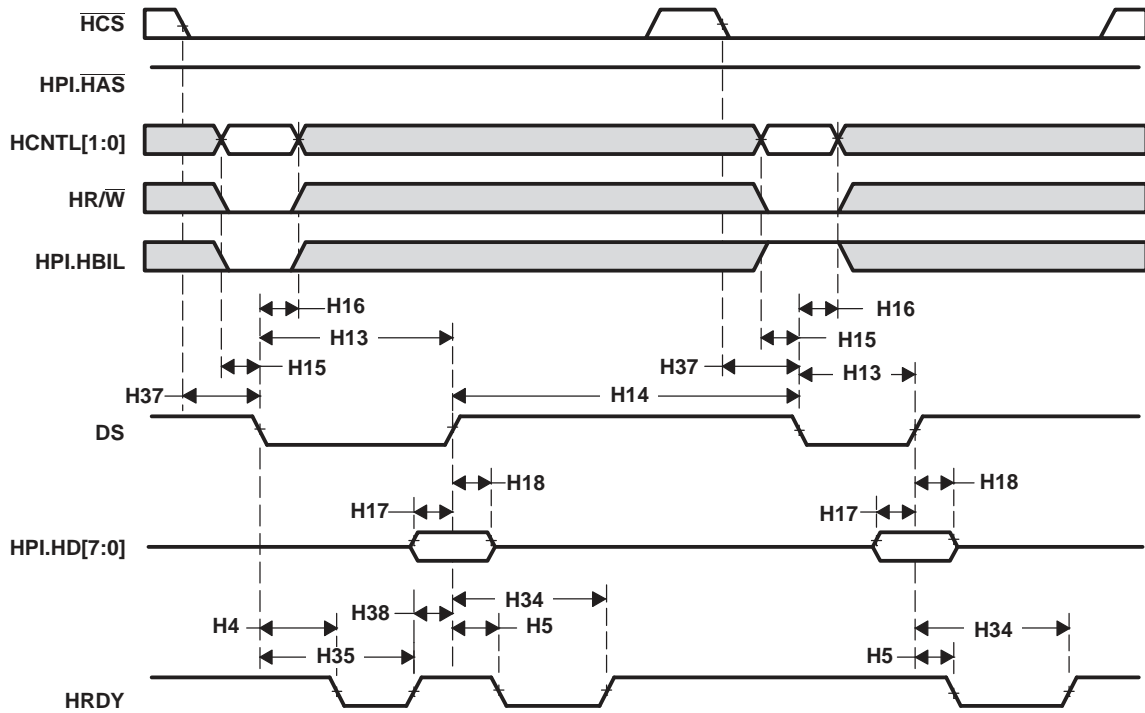 HCS
HPI.HAS
HCNTL[1:0]
HR/W
HPI.HBIL
H16 H16
H13 H15
H15 H37 H13
H37 H14
DS
H18 H18
H17 H17
HPI.HD[7:0]
H38 H34
H4 H5 H34
H35 H5
HRDY